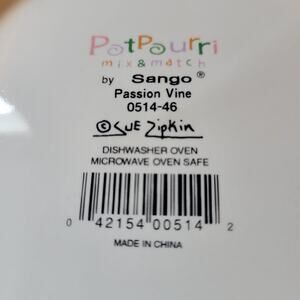 PotPourri
mix & match
by Sango®
Passion Vine
0514-46
© SUE Zipkin
DISHWASHER OVEN
MICROWAVE OVEN SAFE
0 42154 00514 2
MADE IN CHINA